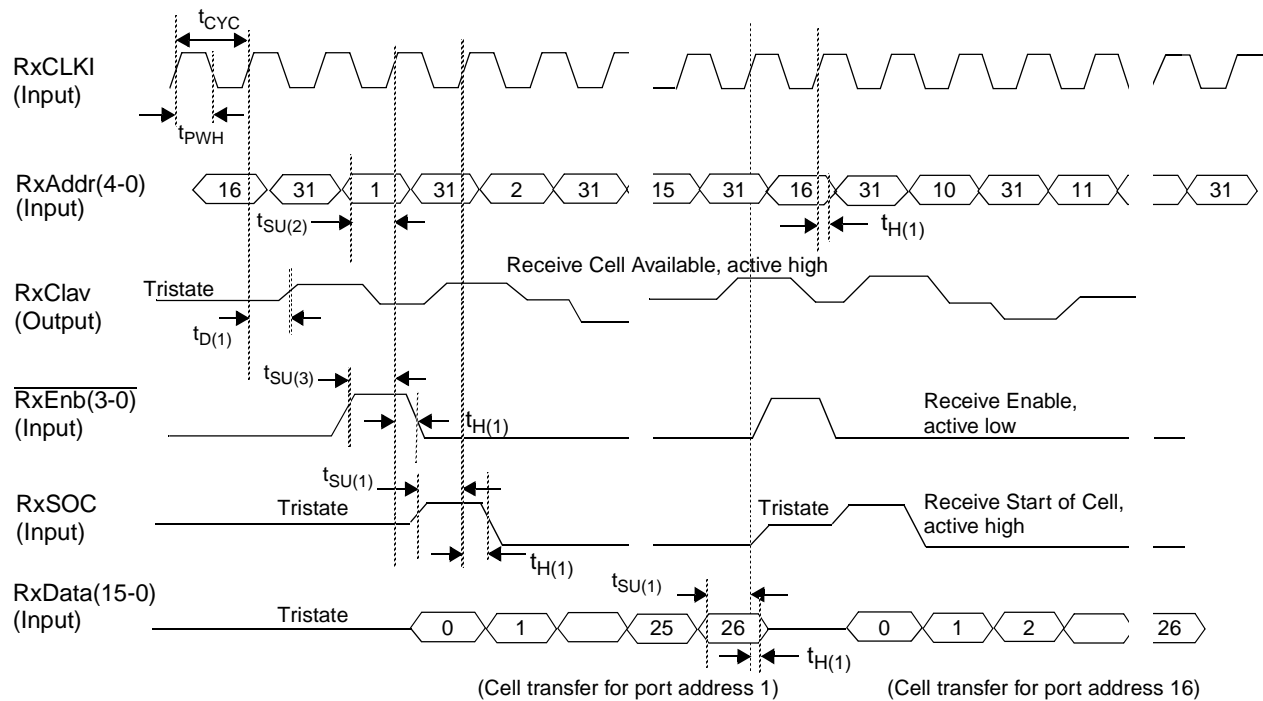 tCYC
RxCLKI
(Input)
tPWH
RxAddr(4-0)
(Input)
16 31 1 31 2 31 15 31 16 31 10 31 11 31
tSU(2)
tH(1)
Receive Cell Available, active high
RxClav
(Output)
Tristate
tD(1)
tSU(3)
RxEnb(3-0)
(Input)
tH(1)
Receive Enable,
active low
tSU(1)
RxSOC
(Input)
Tristate
Tristate
Receive Start of Cell,
active high
tH(1)
RxData(15-0)
(Input)
tSU(1)
Tristate
0 1 25 26 0 1 2 26
tH(1)
(Cell transfer for port address 1)
(Cell transfer for port address 16)